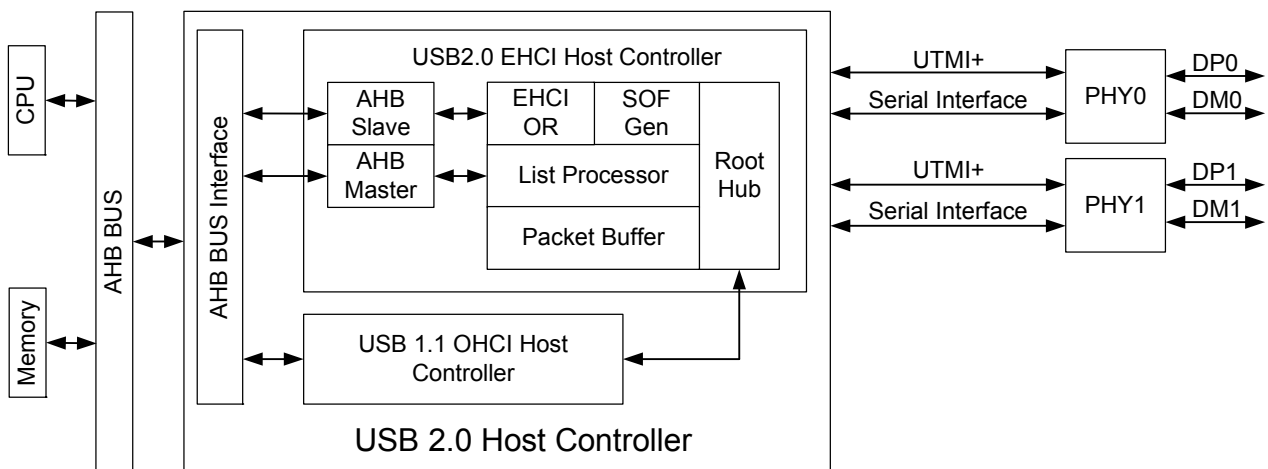 CPU
Memory
AHB BUS
AHB BUS Interface
USB2.0 EHCI Host Controller
AHB
Slave
AHB
Master
EHCI
OR
SOF
Gen
List Processor
Packet Buffer
Root
Hub
USB 1.1 OHCI Host
Controller
USB 2.0 Host Controller
UTMI+
Serial Interface
PHY0
DP0
DM0
UTMI+
Serial Interface
PHY1
DP1
DM1